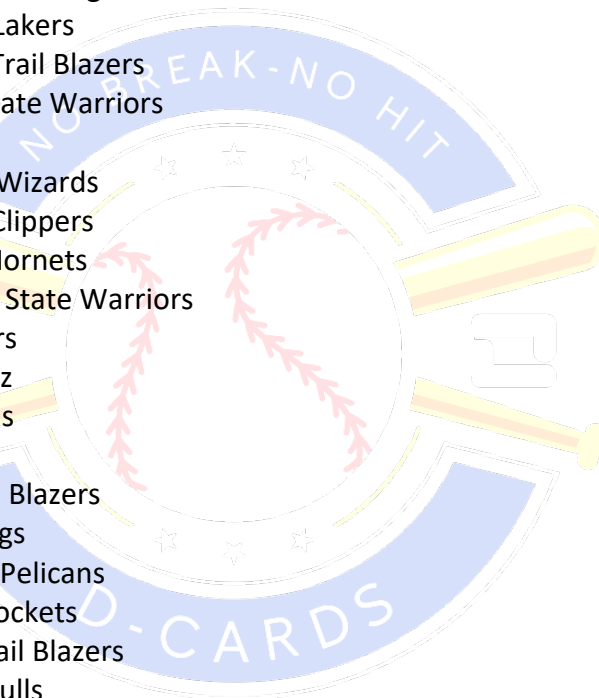 Lakers
Trail Blazers
ate Warriors
NO BREAK-NO HIT
Wizards
Clippers
Hornets
State Warriors
rs
z
s
Blazers
gs
Pelicans
ockets
ail Blazers
ulls
D-CARDS